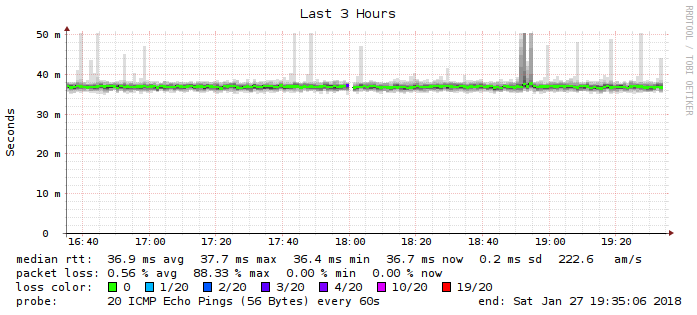 Last 3 Hours
RRDTOOL / TOBI OETIKER
Seconds
50 m
40 m
30 m
20 m
10 m
0
16:40 17:00 17:20 17:40 18:00 18:20 18:40 19:00 19:20
median rtt: 36.9 ms avg 37.7 ms max 36.4 ms min 36.7 ms now 0.2 ms sd 222.6 am/s
packet loss: 0.56 % avg 88.33 % max 0.00 % min 0.00 % now
loss color: 0 1/20 2/20 3/20 4/20 10/20 19/20
probe: 20 ICMP Echo Pings (56 Bytes) every 60s end: Sat Jan 27 19:35:06 2018